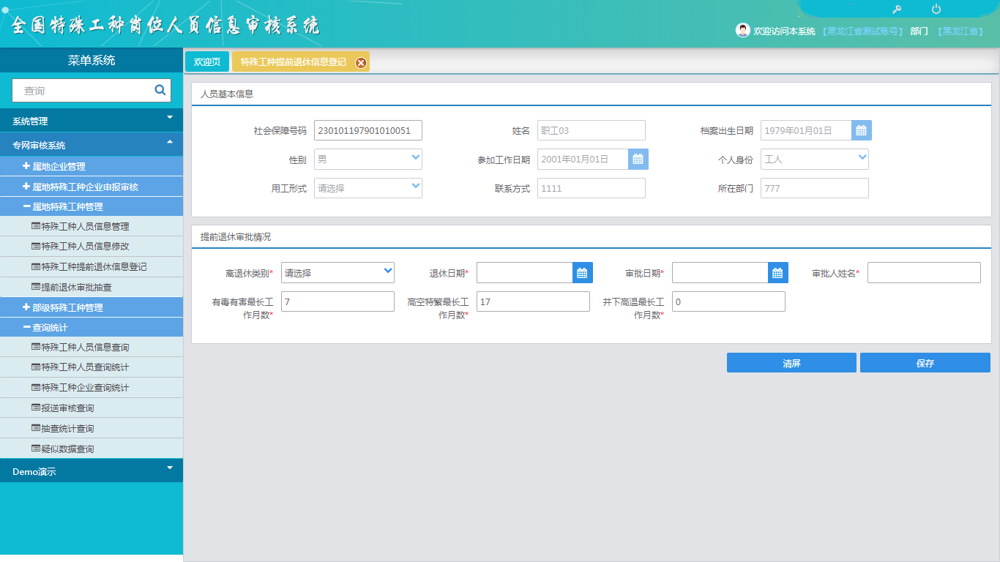 全国特殊工种岗位人员信息审核系统
欢迎访问本系统 【黑龙江省测试账号】 部门 【黑龙江省】
菜单系统
查询
系统管理
专网审核系统
属地企业管理
属地特殊工种企业申报审核
属地特殊工种管理
特殊工种人员信息管理
特殊工种人员信息修改
特殊工种提前退休信息登记
提前退休审批抽查
部级特殊工种管理
查询统计
特殊工种人员信息查询
特殊工种人员查询统计
特殊工种企业查询统计
报送审核查询
抽查统计查询
疑似数据查询
Demo演示
欢迎页 特殊工种提前退休信息登记
人员基本信息
社会保障号码 230101197901010051 姓名 职工03 档案出生日期 1979年01月01日
性别 男 参加工作日期 2001年01月01日 个人身份 工人
用工形式 请选择 联系方式 1111 所在部门 777
提前退休审批情况
离退休类别* 请选择 退休日期* 审批日期* 审批人姓名*
有毒有害最长工 7 高空特繁最长工 17 井下高温最长工 0
作月数* 作月数* 作月数*
清屏 保存